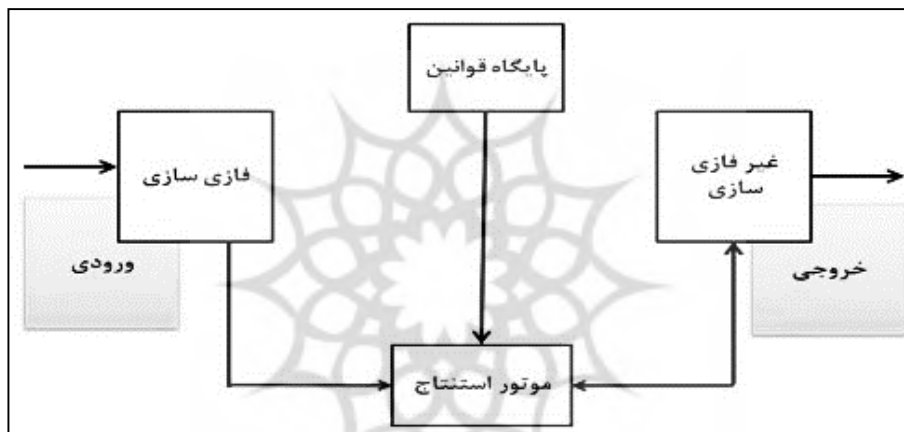 پایگاه قوانین
فازی سازی
غیر فازی
سازی
ورودی
خروجی
موتور استنتاج